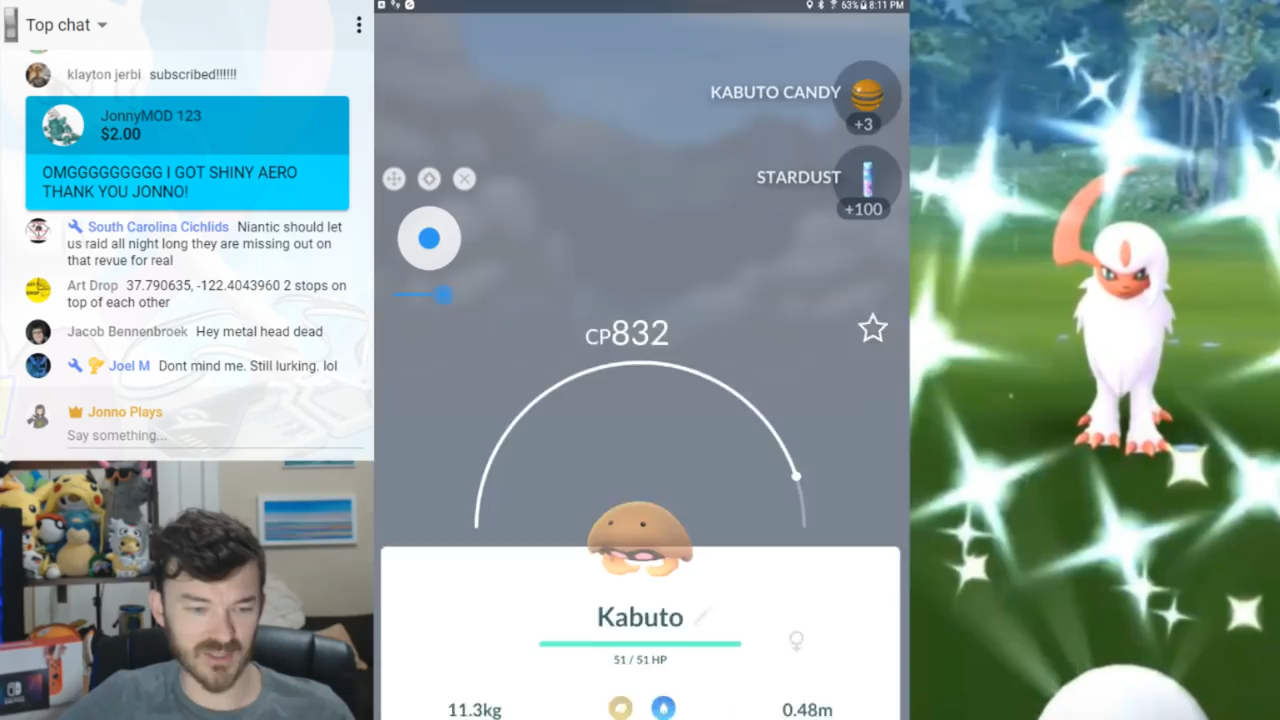 Top chat
klayton jerbi subscribed!!!!!!
JonnyMOD 123
$2.00
OMGGGGGGGGG I GOT SHINY AERO
THANK YOU JONNO!
South Carolina Cichlids Niantic should let
us raid all night long they are missing out on
that revue for real
Art Drop 37.790635, -122.4043960 2 stops on
top of each other
Jacob Bennenbroek Hey metal head dead
Joel M Dont mind me. Still lurking. lol
Jonno Plays
Say something...
63% 8:11 PM
KABUTO CANDY
+3
STARDUST
+100
CP832
Kabuto
51 / 51 HP
11.3kg
0.48m